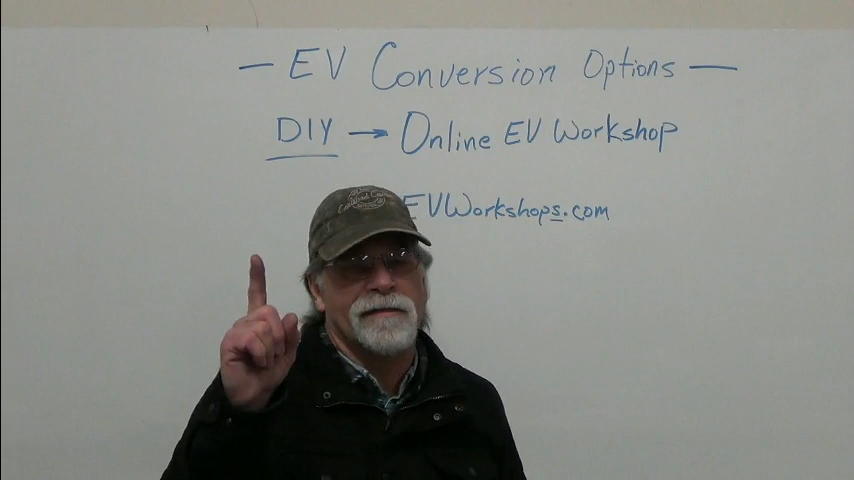 — EV Conversion Options —
DIY → Online EV Workshop
EVWorkshops.com